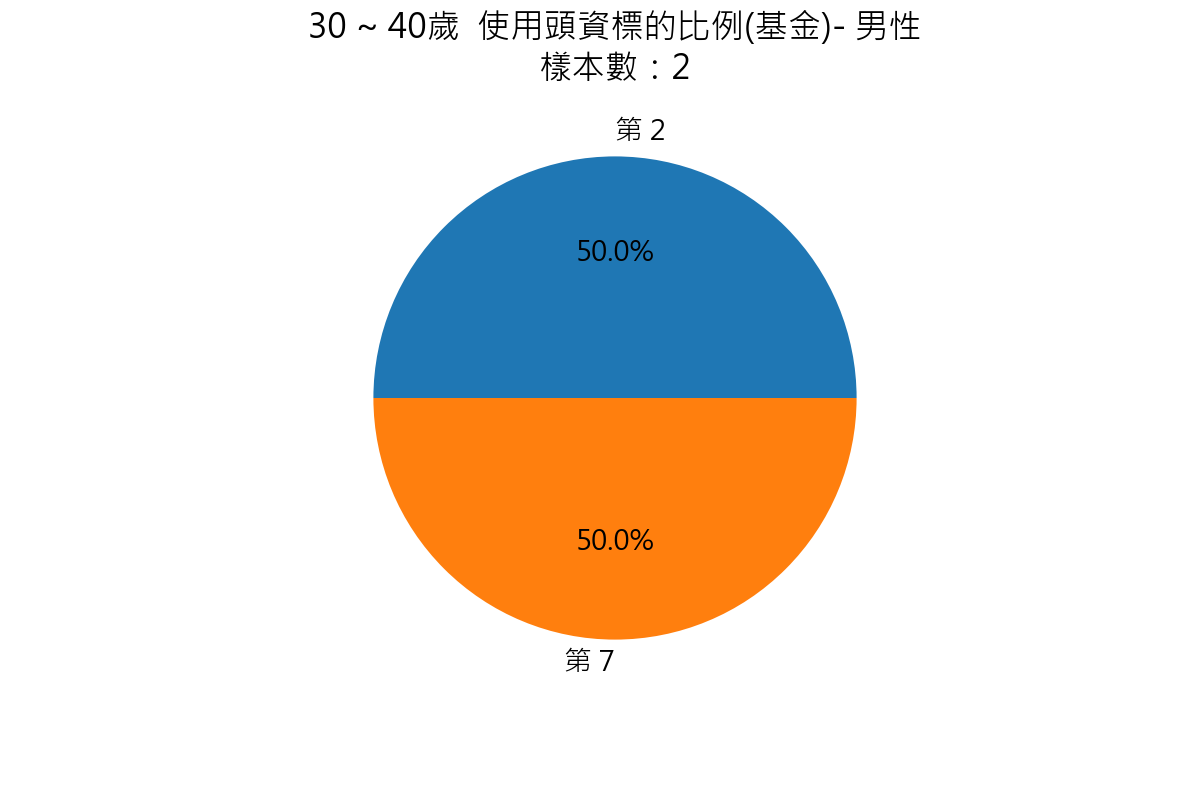 30 ~ 40歲  使用頭資標的比例(基金)- 男性
樣本數：2
第 2
50.0%
50.0%
第 7